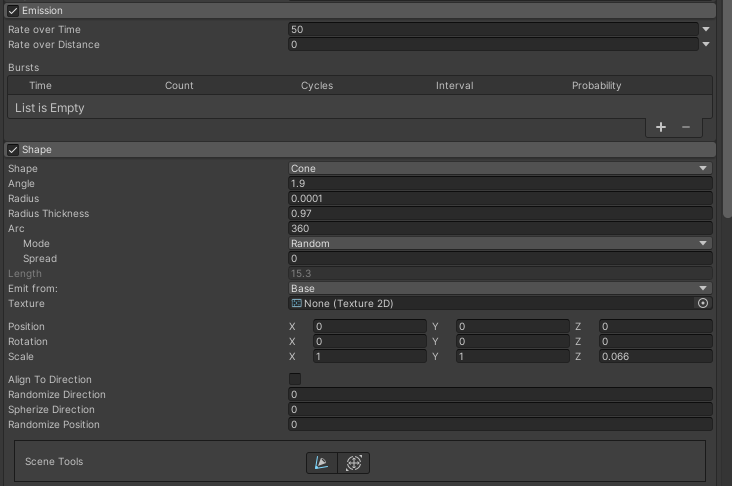 Emission
Rate over Time 50
Rate over Distance 0
Bursts
Time Count Cycles Interval Probability
List is Empty
Shape
Shape Cone
Angle 1.9
Radius 0.0001
Radius Thickness 0.97
Arc 360
Mode Random
Spread 0
Length 15.3
Emit from: Base
Texture None (Texture 2D)
Position X 0 Y 0 Z 0
Rotation X 0 Y 0 Z 0
Scale X 1 Y 1 Z 0.066
Align To Direction
Randomize Direction 0
Spherize Direction 0
Randomize Position 0
Scene Tools